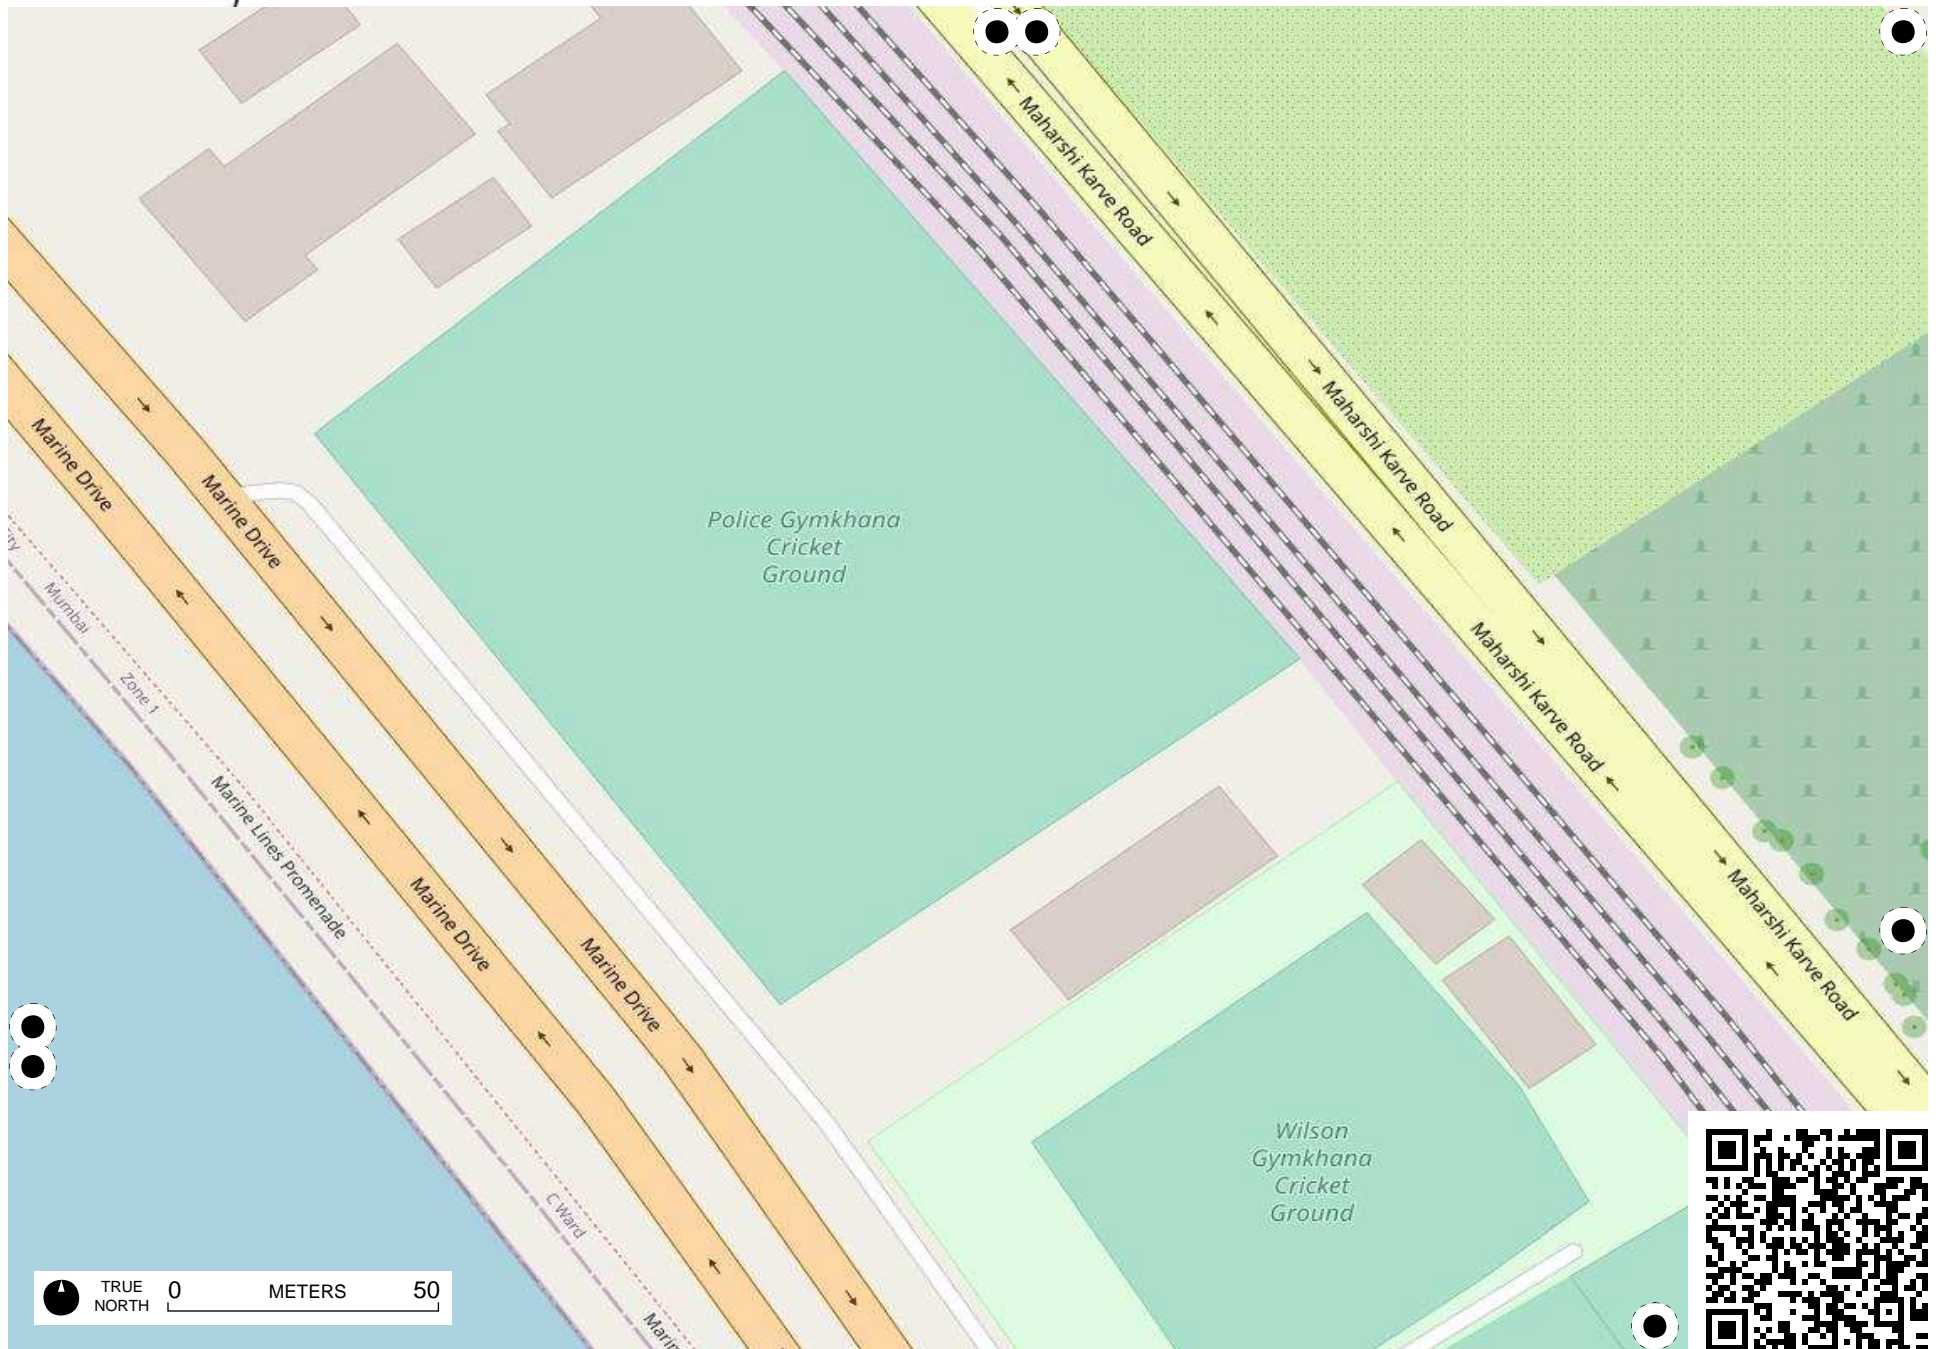 Maharshi Karve Road
Maharshi Karve Road
Marine Drive
Marine Drive
Police Gymkhana
Cricket
Ground
Mumbai
Maharshi Karve Road
Zone 1
Marine Lines Promenade
Marine Drive
Marine Drive
Maharshi Karve Road
Wilson
Gymkhana
Cricket
Ground
C Ward
TRUE
NORTH
0 METERS 50